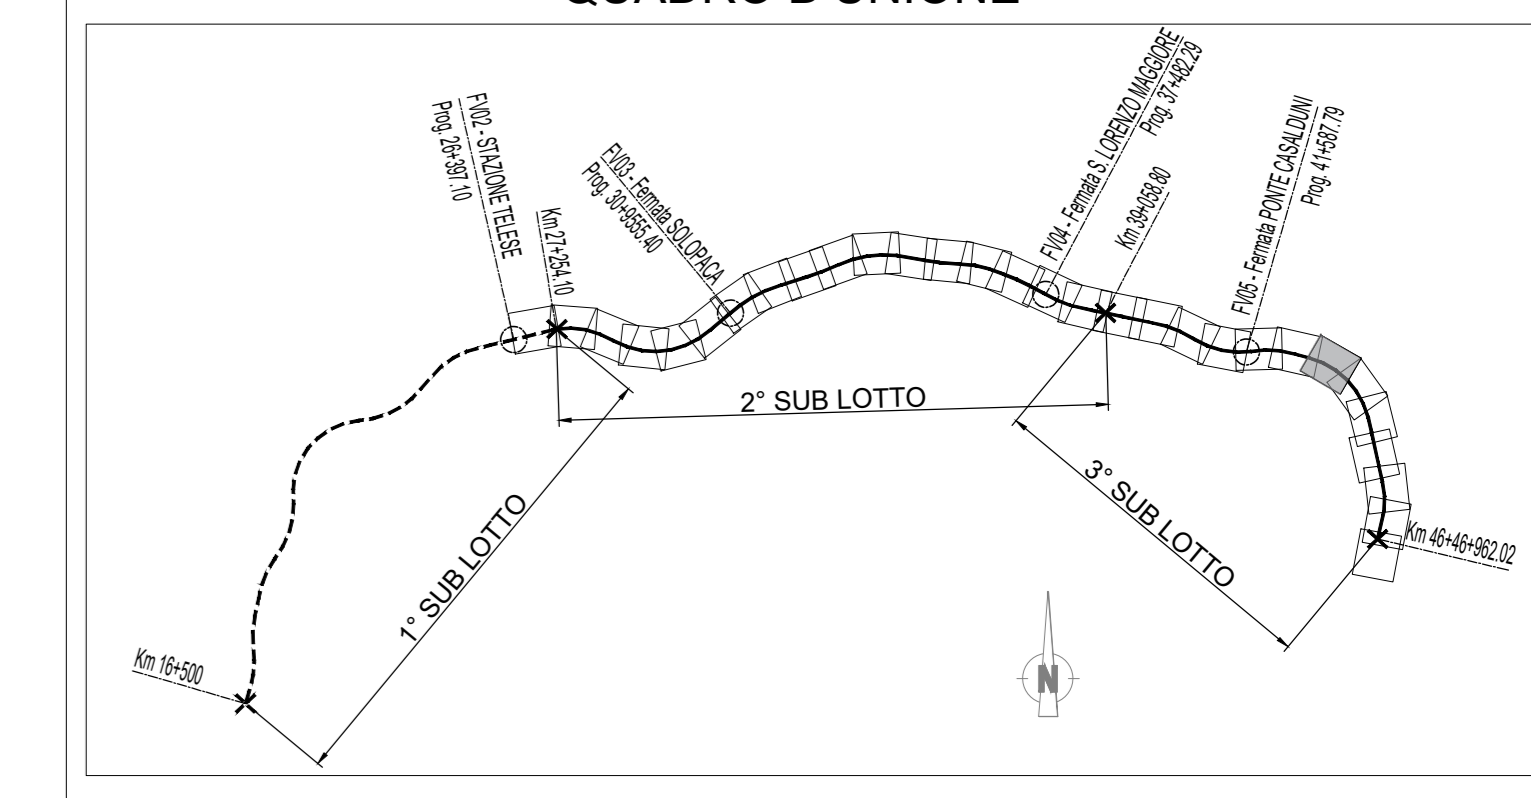 QUADRO D'UNIONE
FV02 - STAZIONE TELESE
Prog. 26+397.10
Km 27+254.10
FV03 - Fermata SOLOPACA
Prog. 30+9555.40
FV04 - Fermata S. LORENZO MAGGIORE
Prog. 37+482.29
Km 39+058.80
FV05 - Fermata PONTE CASALDUNI
Prog. 41+587.79
2° SUB LOTTO
1° SUB LOTTO
3° SUB LOTTO
Km 46+46+962.02
Km 16+500
N